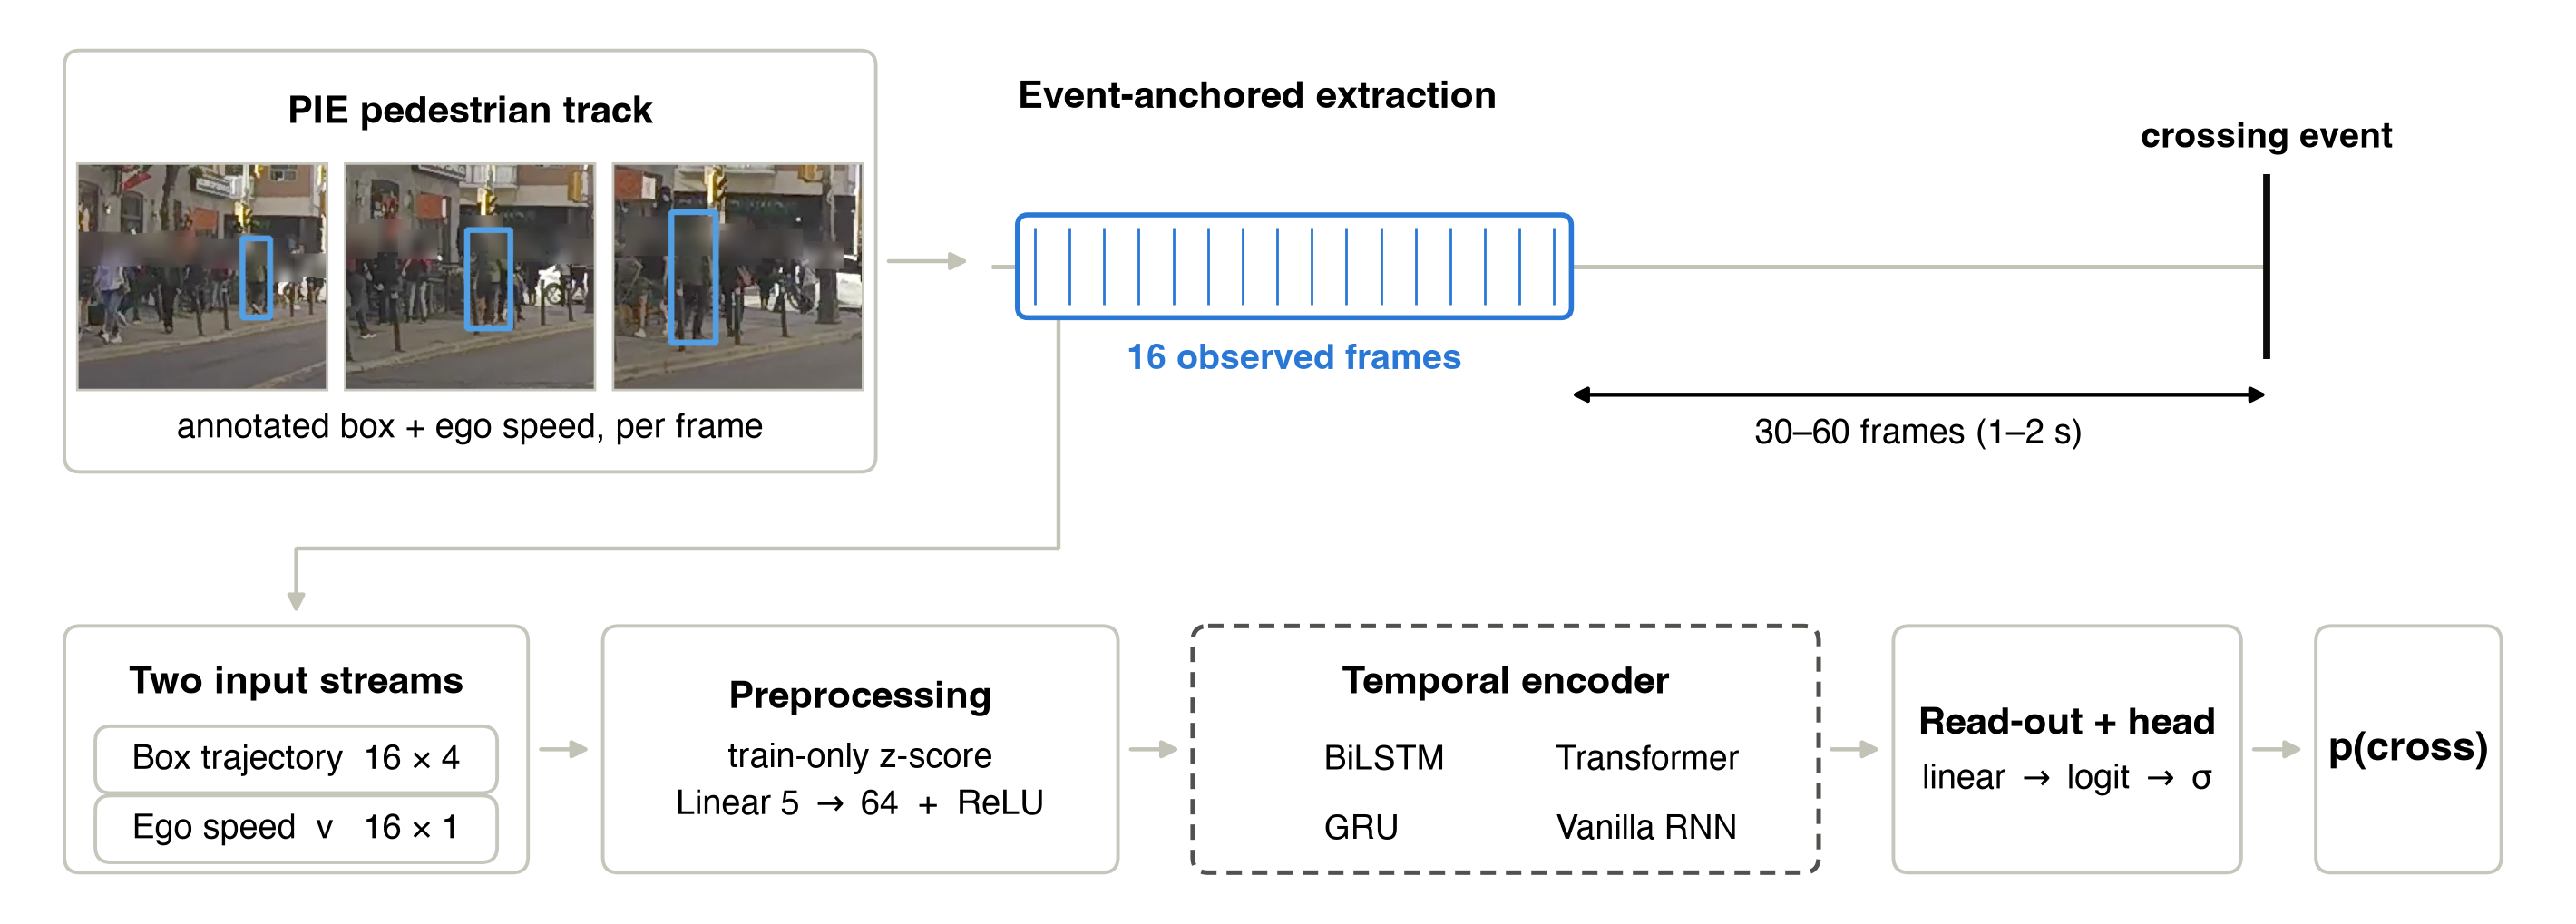 PIE pedestrian track
annotated box + ego speed, per frame
Event-anchored extraction
crossing event
16 observed frames
30–60 frames (1–2 s)
Two input streams
Box trajectory 16 × 4
Ego speed v 16 × 1
Preprocessing
train-only z-score
Linear 5 → 64 + ReLU
Temporal encoder
BiLSTM Transformer
GRU Vanilla RNN
Read-out + head
linear → logit → σ
p(cross)